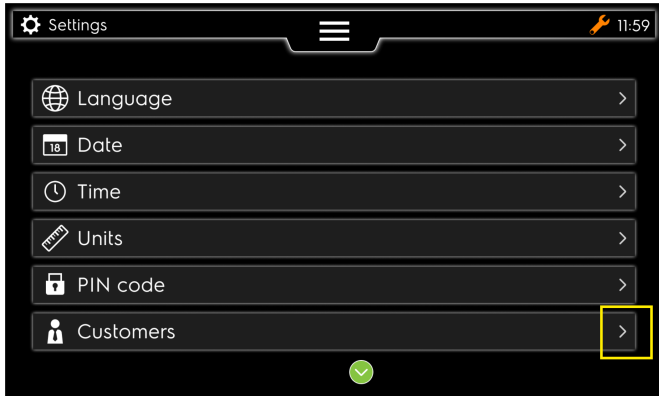 Settings
11:59
Language
18 Date
Time
Units
PIN code
Customers